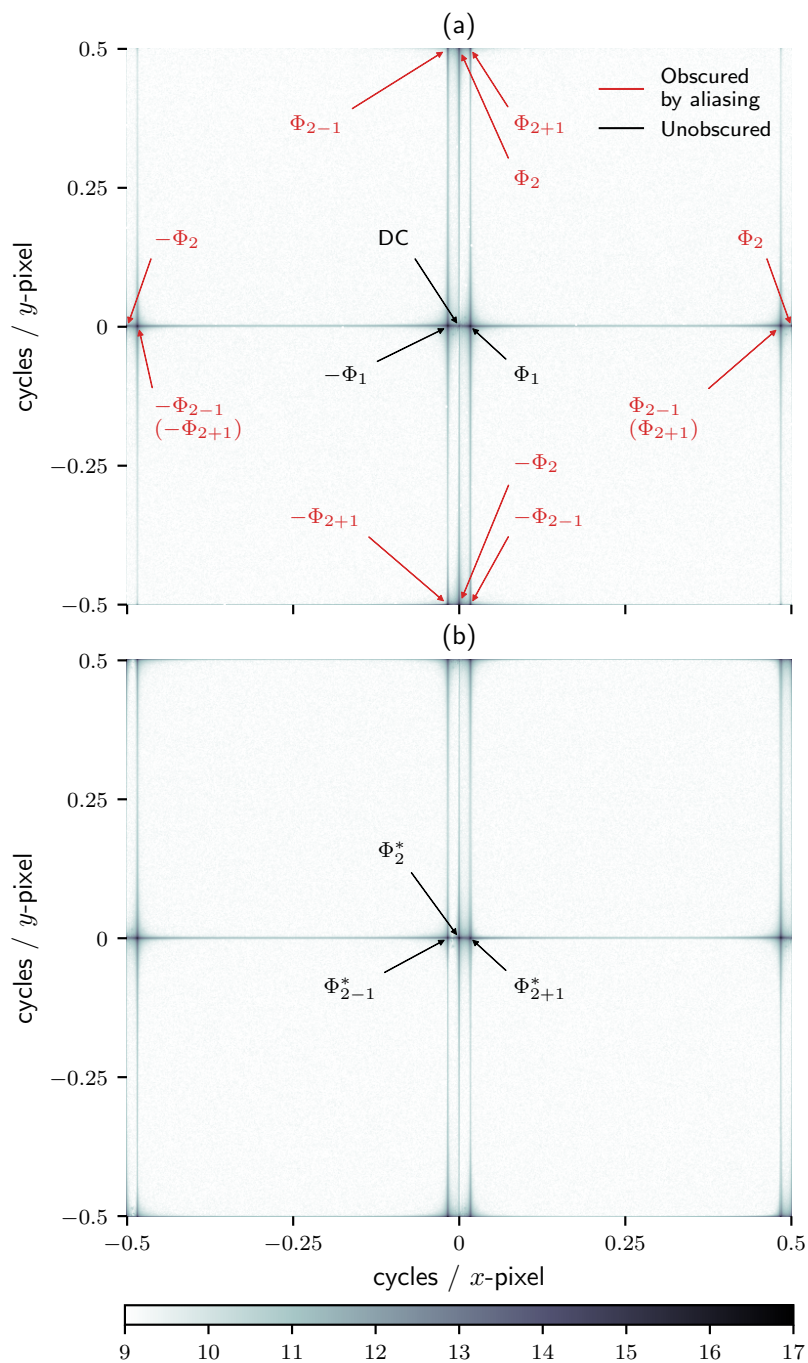 (a)
0.5
Obscured
by aliasing
Unobscured
Φ₂₋₁
Φ₂₊₁
Φ₂
0.25
−Φ₂
DC
Φ₂
0
−Φ₁
Φ₁
−Φ₂₋₁
(−Φ₂₊₁)
Φ₂₋₁
(Φ₂₊₁)
cycles / y-pixel
−0.25
−Φ₂
−Φ₂₊₁
−Φ₂₋₁
−0.5
(b)
0.5
0.25
Φ₂*
0
Φ₂₋₁*
Φ₂₊₁*
cycles / y-pixel
−0.25
−0.5
−0.5 −0.25 0 0.25 0.5
cycles / x-pixel
9 10 11 12 13 14 15 16 17